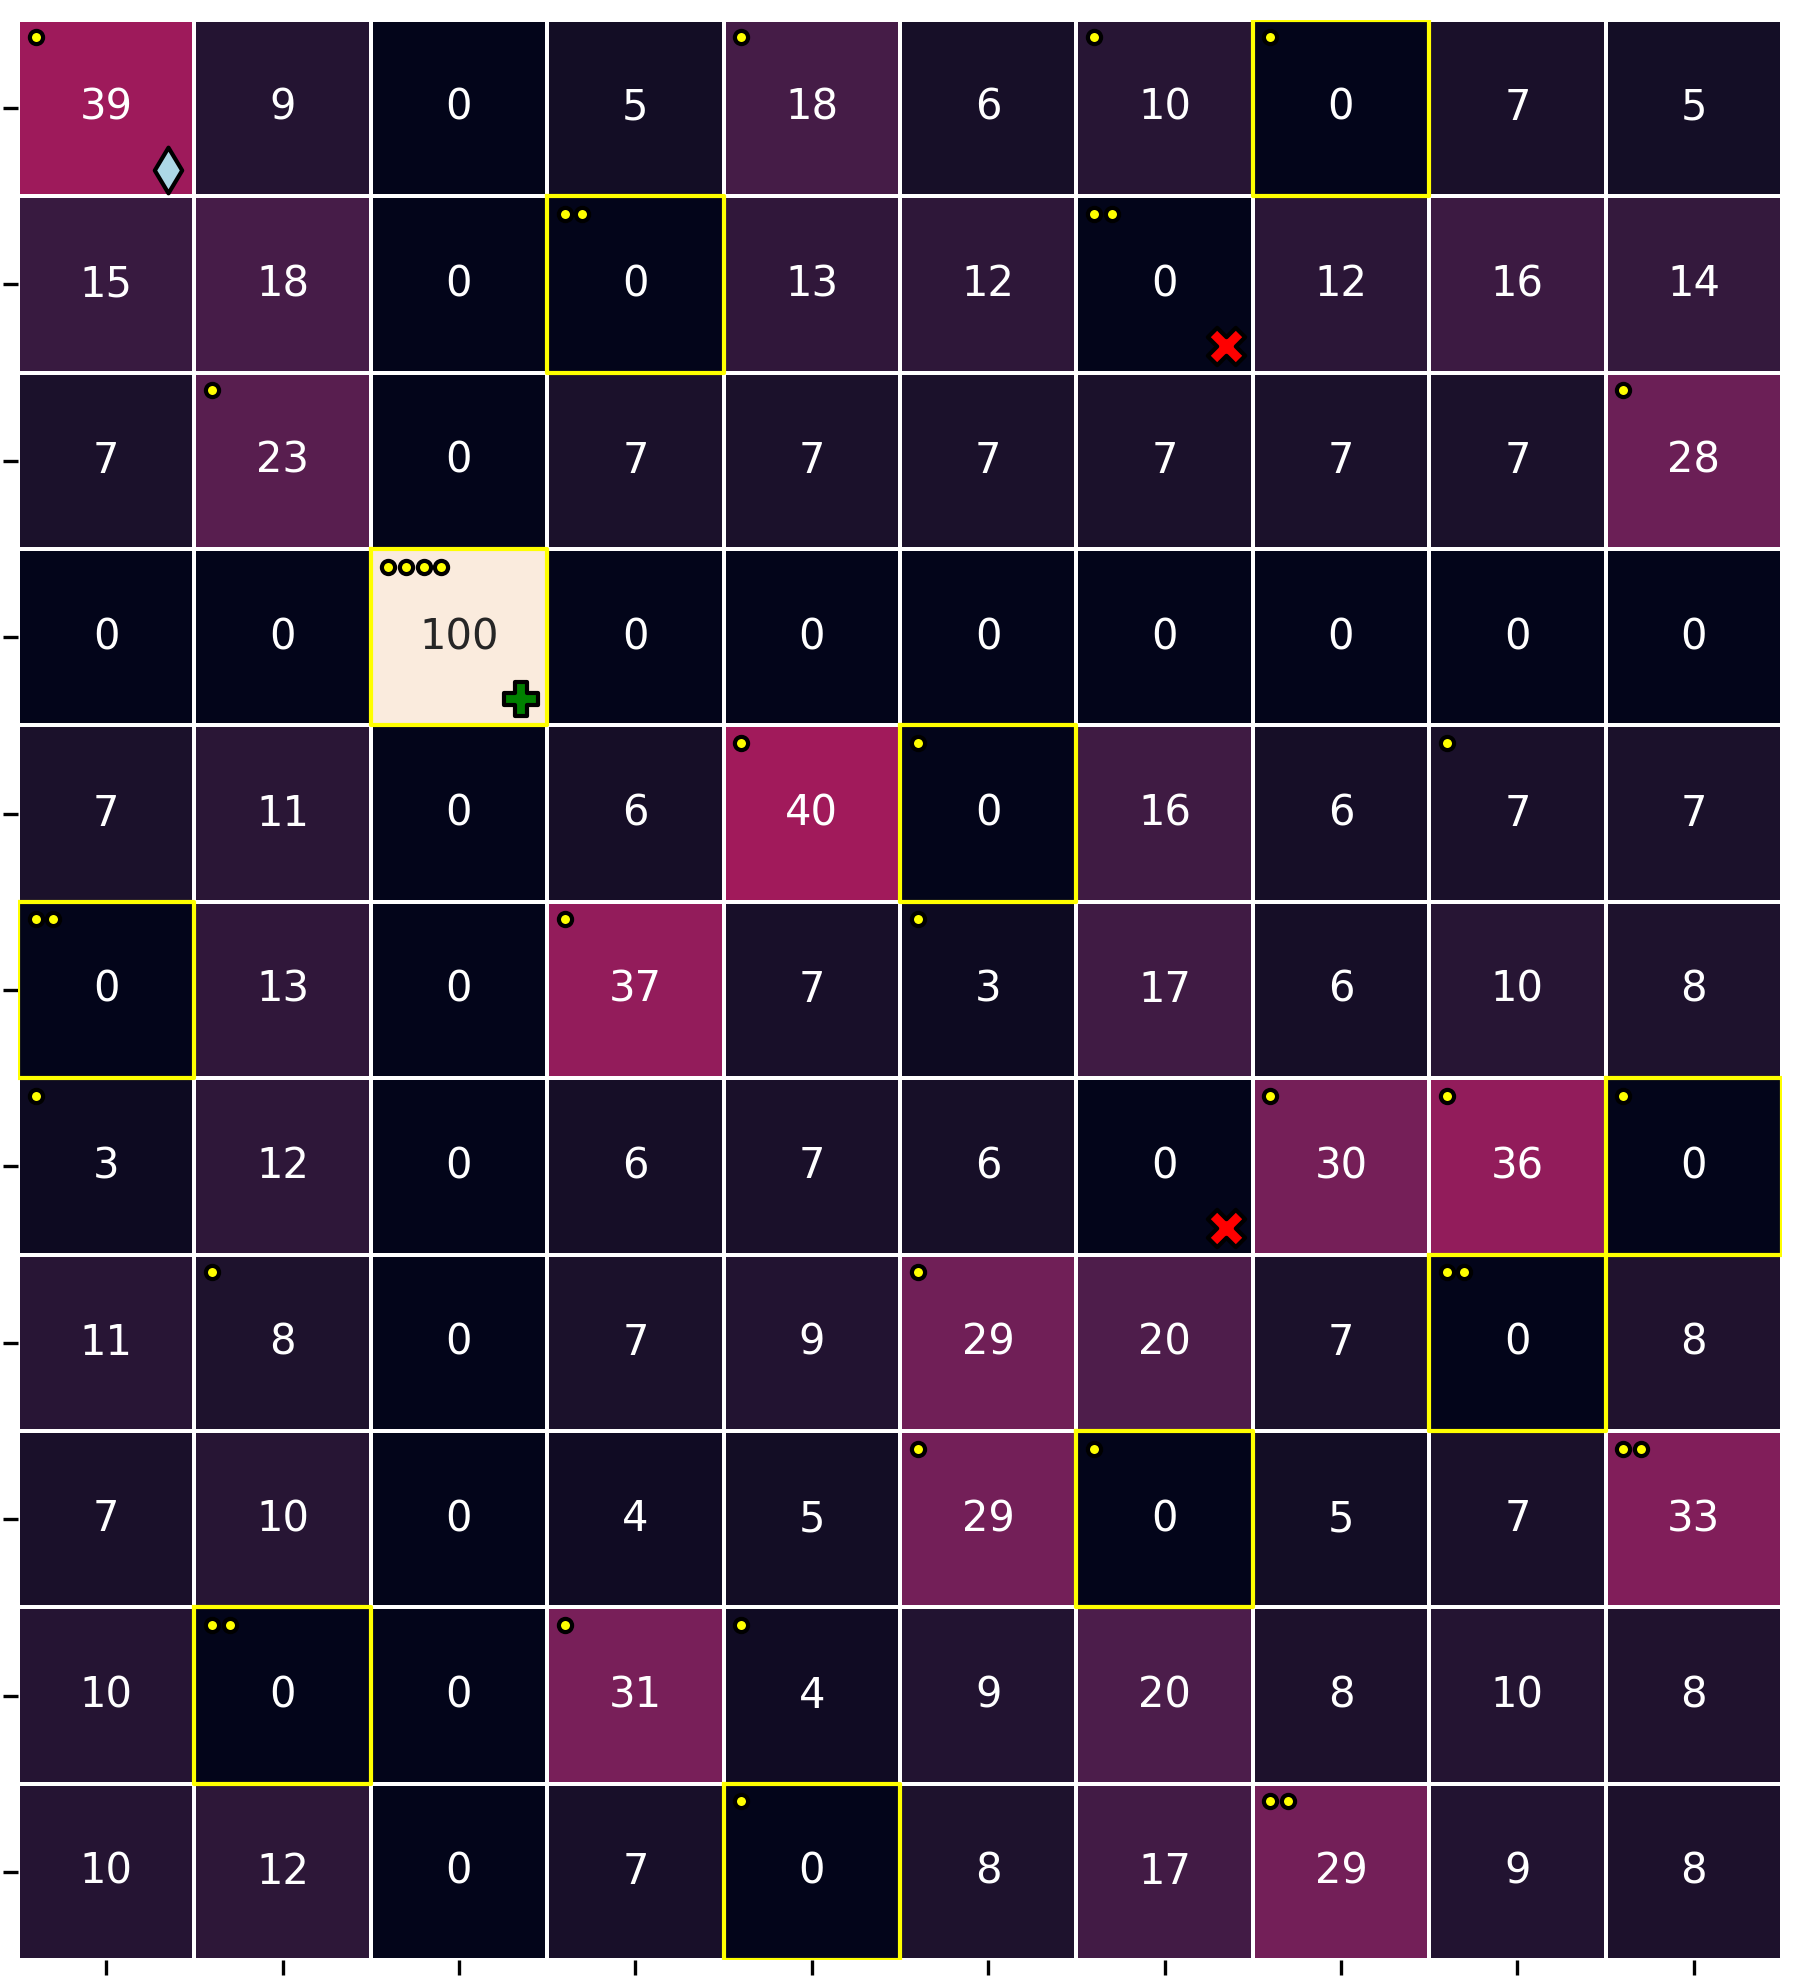 39 9 0 5 18 6 10 0 7 5
15 18 0 0 13 12 0 12 16 14
7 23 0 7 7 7 7 7 7 28
0 0 100 0 0 0 0 0 0 0
7 11 0 6 40 0 16 6 7 7
0 13 0 37 7 3 17 6 10 8
3 12 0 6 7 6 0 30 36 0
11 8 0 7 9 29 20 7 0 8
7 10 0 4 5 29 0 5 7 33
10 0 0 31 4 9 20 8 10 8
10 12 0 7 0 8 17 29 9 8